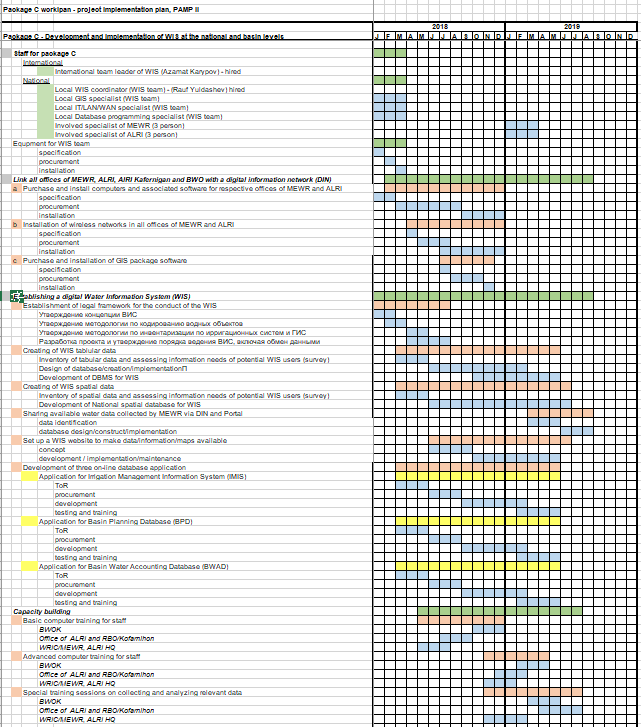 Package C workplan - project implementation plan, PAMP II
2018 2019
Package C - Development and implementation of WIS at the national and basin levels J F M A M J J A S O N D J F M A M J J A S O N D
Staff for package C
International
International team leader of WIS (Azamat Karypov) - hired
National
Local WIS coordinator (WIS team) - (Rauf Yuldashev) hired
Local GIS specialist (WIS team)
Local IT/LAN/WAN specialist (WIS team)
Local Database programming specialist (WIS team)
Involved specialist of MEWR (3 person)
Involved specialist of ALRI (3 person)
Equpment for WIS team
specification
procurement
installation
Link all offices of MEWR, ALRI, AIRI Kafernigan and BWO with a digital information network (DIN)
a Purchase and install computers and associated software for respective offices of MEWR and ALRI
specification
procurement
installation
b Installation of wireless networks in all offices of MEWR and ALRI
specification
procurement
installation
c Purchase and installation of GIS package software
specification
procurement
installation
Establishing a digital Water Information System (WIS)
Establishment of legal framework for the conduct of the WIS
Утверждение концепции ВИС
Утверждение методологии по кодированию водных объектов
Утверждение методологии по инвентаризации по ирригационных систем и ГИС
Разработка проекта и утверждение порядка ведения ВИС, включая обмен данными
Creating of WIS tablular data
Inventory of tabular data and assessing information needs of potential WIS users (survey)
Design of database/creation/implementationП
Development of DBMS for WIS
Creating of WIS spatial data
Inventory of spatial data and assessing information needs of potential WIS users (survey)
Development of National spatial database for WIS
Sharing available water data collected by MEWR via DIN and Portal
data identification
database design/construct/implementation
Set up a WIS website to make data/information/maps available
concept
development / implementation/maintenance
Development of three on-line database application
Application for Irrigation Management Information System (IMIS)
ToR
procurement
development
testing and training
Application for Basin Planning Database (BPD)
ToR
procurement
development
testing and training
Application for Basin Water Accounting Database (BWAD)
ToR
procurement
development
testing and training
Capacity building
Basic computer training for staff
BWOK
Office of ALRI and RBO/Kofarnihon
WRIC/MEWR, ALRI HQ
Advanced computer training for staff
BWOK
Office of ALRI and RBO/Kofarnihon
WRIC/MEWR, ALRI HQ
Special training sessions on collecting and analyzing relevant data
BWOK
Office of ALRI and RBO/Kofarnihon
WRIC/MEWR, ALRI HQ